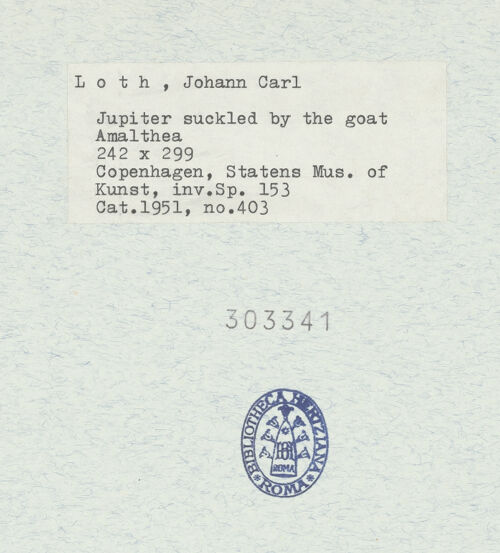 L o t h , Johann Carl
Jupiter suckled by the goat
Amalthea
242 x 299
Copenhagen, Statens Mus. of
Kunst, inv.Sp. 153
Cat.1951, no.403
303341
BIBLIOTHECA HERTZIANA
ROMA
* ROMA *